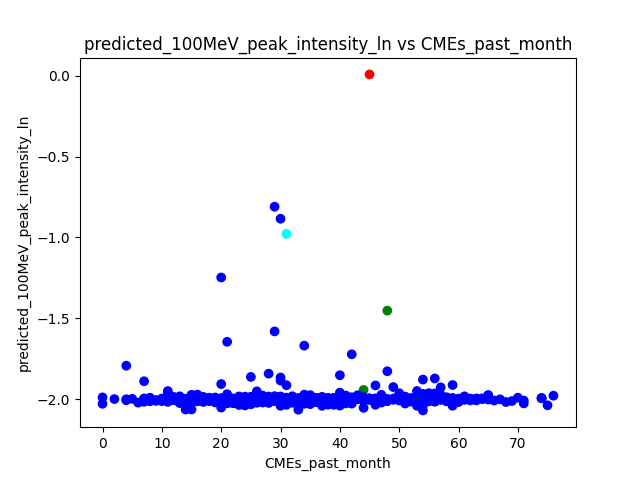 predicted_100MeV_peak_intensity_ln vs CMEs_past_month
predicted_100MeV_peak_intensity_ln
0.0
−0.5
−1.0
−1.5
−2.0
0 10 20 30 40 50 60 70
CMEs_past_month